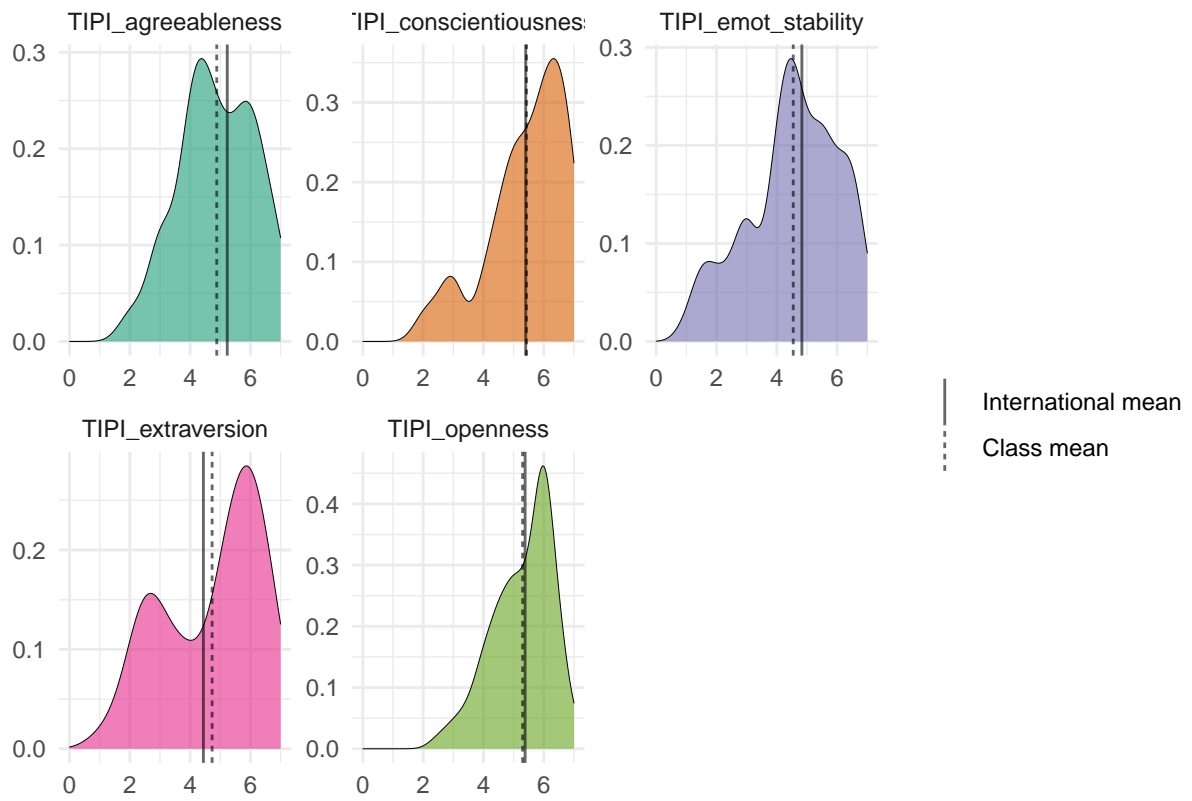 TIPI_agreeableness
TIPI_conscientiousness
TIPI_emot_stability
0.3
0.2
0.1
0.0
0.3
0.2
0.1
0.0
0.3
0.2
0.1
0.0
0 2 4 6
0 2 4 6
0 2 4 6
TIPI_extraversion
TIPI_openness
0.2
0.1
0.0
0.4
0.3
0.2
0.1
0.0
0 2 4 6
0 2 4 6
International mean
Class mean